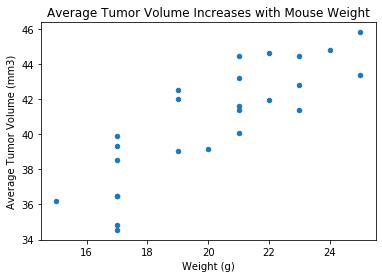 Average Tumor Volume Increases with Mouse Weight
46
44
42
40
38
36
34
Average Tumor Volume (mm3)
16 18 20 22 24
Weight (g)